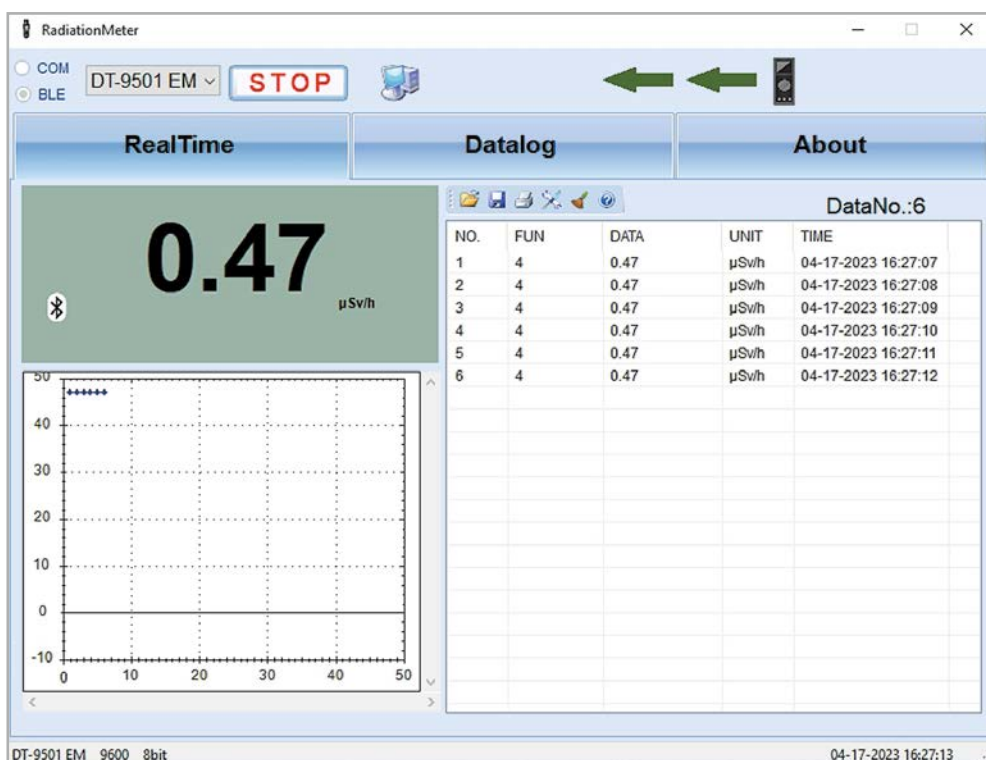 RadiationMeter
COM
BLE
DT-9501 EM
STOP
RealTime
Datalog
About
0.47
µSv/h
DataNo.:6
NO. FUN DATA UNIT TIME
1 4 0.47 µSv/h 04-17-2023 16:27:07
2 4 0.47 µSv/h 04-17-2023 16:27:08
3 4 0.47 µSv/h 04-17-2023 16:27:09
4 4 0.47 µSv/h 04-17-2023 16:27:10
5 4 0.47 µSv/h 04-17-2023 16:27:11
6 4 0.47 µSv/h 04-17-2023 16:27:12
50
40
30
20
10
0
-10
0 10 20 30 40 50
DT-9501 EM 9600 8bit 04-17-2023 16:27:13